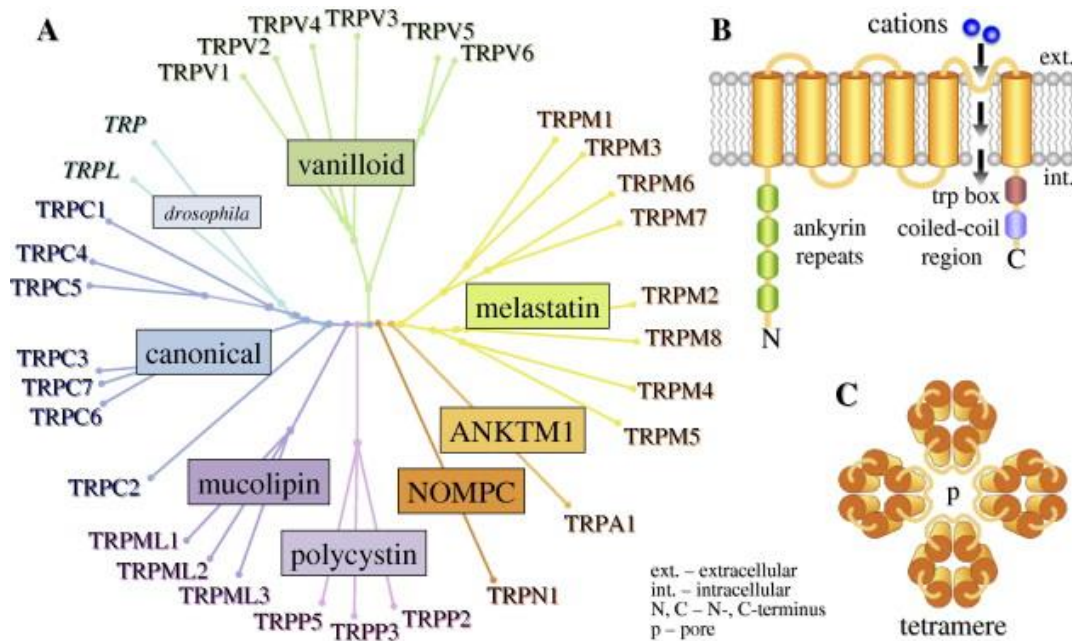 A
TRPV1
TRPV2
TRPV4
TRPV3
TRPV5
TRPV6
vanilloid
TRP
TRPL
drosophila
TRPC1
TRPC4
TRPC5
canonical
TRPC3
TRPC7
TRPC6
TRPC2
mucolipin
TRPML1
TRPML2
TRPML3
polycystin
TRPP5
TRPP3
TRPP2
NOMPC
TRPN1
ANKTM1
TRPA1
melastatin
TRPM1
TRPM3
TRPM6
TRPM7
TRPM2
TRPM8
TRPM4
TRPM5
B
cations
ext.
int.
ankyrin
repeats
trp box
coiled-coil
region
N
C
C
p
tetramere
ext. – extracellular
int. – intracellular
N, C – N-, C-terminus
p – pore